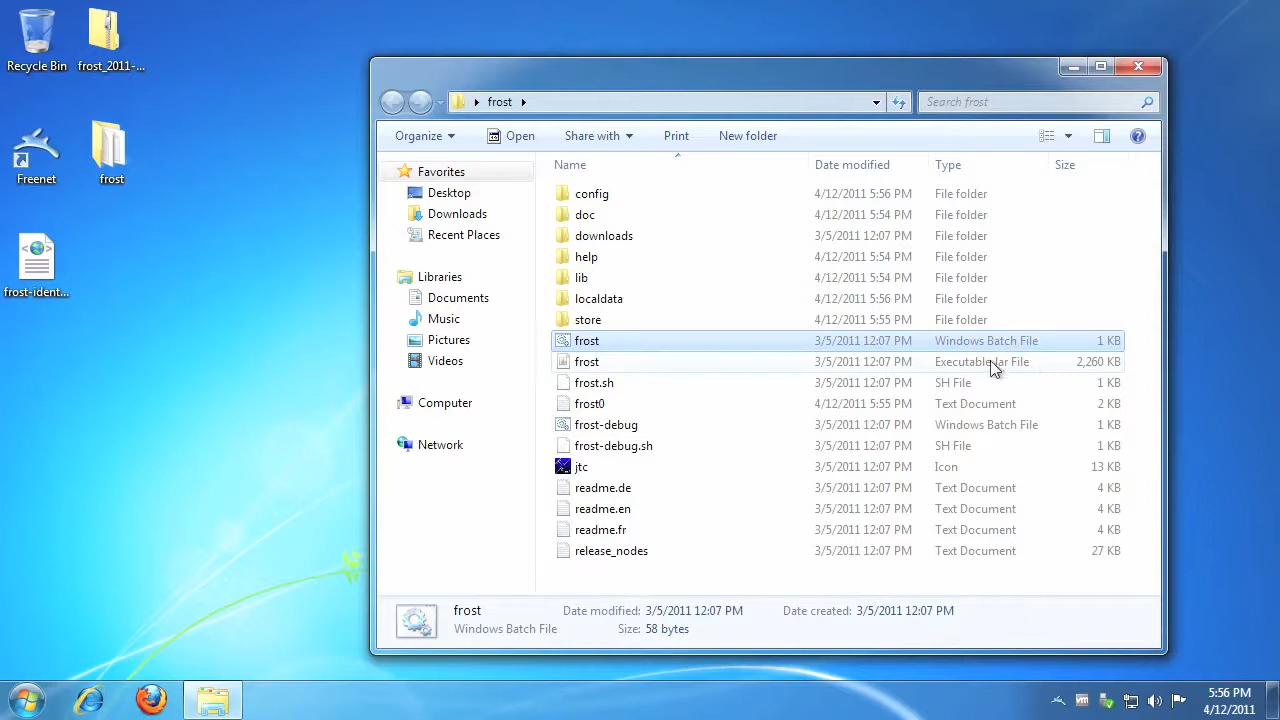 Recycle Bin
frost_2011-...
Freenet
frost
frost-ident...
frost
Search frost
Organize Open Share with Print New folder
Favorites
Desktop
Downloads
Recent Places
Libraries
Documents
Music
Pictures
Videos
Computer
Network
Name Date modified Type Size
config 4/12/2011 5:56 PM File folder
doc 4/12/2011 5:54 PM File folder
downloads 3/5/2011 12:07 PM File folder
help 4/12/2011 5:54 PM File folder
lib 4/12/2011 5:54 PM File folder
localdata 4/12/2011 5:56 PM File folder
store 4/12/2011 5:55 PM File folder
frost 3/5/2011 12:07 PM Windows Batch File 1 KB
frost 3/5/2011 12:07 PM Executable Jar File 2,260 KB
frost.sh 3/5/2011 12:07 PM SH File 1 KB
frost0 4/12/2011 5:55 PM Text Document 2 KB
frost-debug 3/5/2011 12:07 PM Windows Batch File 1 KB
frost-debug.sh 3/5/2011 12:07 PM SH File 1 KB
jtc 3/5/2011 12:07 PM Icon 13 KB
readme.de 3/5/2011 12:07 PM Text Document 4 KB
readme.en 3/5/2011 12:07 PM Text Document 4 KB
readme.fr 3/5/2011 12:07 PM Text Document 4 KB
release_nodes 3/5/2011 12:07 PM Text Document 27 KB
frost Date modified: 3/5/2011 12:07 PM Date created: 3/5/2011 12:07 PM
Windows Batch File Size: 58 bytes
5:56 PM
4/12/2011